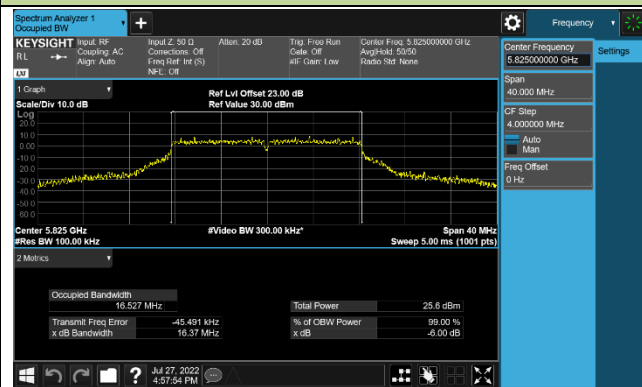 Spectrum Analyzer 1
Occupied BW
Frequency
KEYSIGHT
Input: RF
Coupling: AC
Align: Auto
Input Z: 50 Ω
Corrections: Off
Freq Ref: Int (S)
NFE: Off
Atten: 20 dB
Trig: Free Run
Gate: Off
#IF Gain: Low
Center Freq: 5.825000000 GHz
Avg|Hold: 50/50
Radio Std: None
RL
LXI
Center Frequency
5.825000000 GHz
Settings
Span
40.000 MHz
CF Step
4.000000 MHz
Auto
Man
Freq Offset
0 Hz
1 Graph
Scale/Div 10.0 dB
Ref Lvl Offset 23.00 dB
Ref Value 30.00 dBm
Log
20.0
10.0
0.00
-10.0
-20.0
-30.0
-40.0
-50.0
-60.0
Center 5.825 GHz
#Res BW 100.00 kHz
#Video BW 300.00 kHz*
Span 40 MHz
Sweep 5.00 ms (1001 pts)
2 Metrics
Occupied Bandwidth
16.527 MHz
Total Power 25.6 dBm
Transmit Freq Error -45.491 kHz
% of OBW Power 99.00 %
x dB Bandwidth 16.37 MHz
x dB -6.00 dB
?
Jul 27, 2022
4:57:54 PM